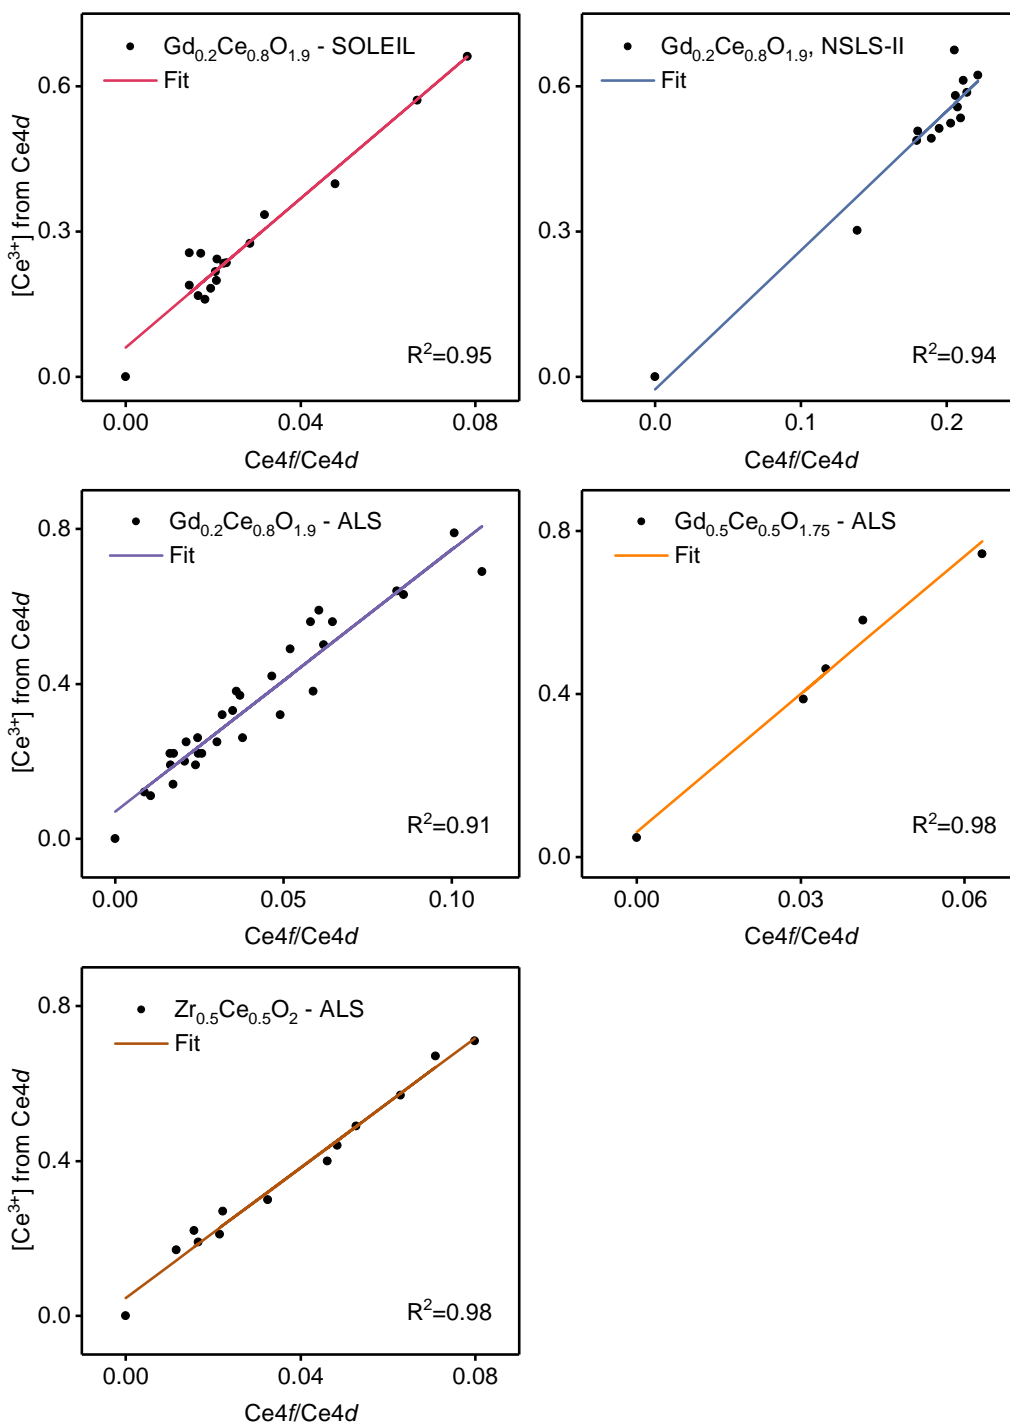 Gd0.2Ce0.8O1.9 - SOLEIL
Fit
R2=0.95
0.6
0.3
0.0
0.00 0.04 0.08
[Ce3+] from Ce4d
Ce4f/Ce4d
Gd0.2Ce0.8O1.9, NSLS-II
Fit
R2=0.94
0.6
0.3
0.0
0.0 0.1 0.2
Ce4f/Ce4d
Gd0.2Ce0.8O1.9 - ALS
Fit
R2=0.91
0.8
0.4
0.0
0.00 0.05 0.10
[Ce3+] from Ce4d
Ce4f/Ce4d
Gd0.5Ce0.5O1.75 - ALS
Fit
R2=0.98
0.8
0.4
0.0
0.00 0.03 0.06
Ce4f/Ce4d
Zr0.5Ce0.5O2 - ALS
Fit
R2=0.98
0.8
0.4
0.0
0.00 0.04 0.08
[Ce3+] from Ce4d
Ce4f/Ce4d